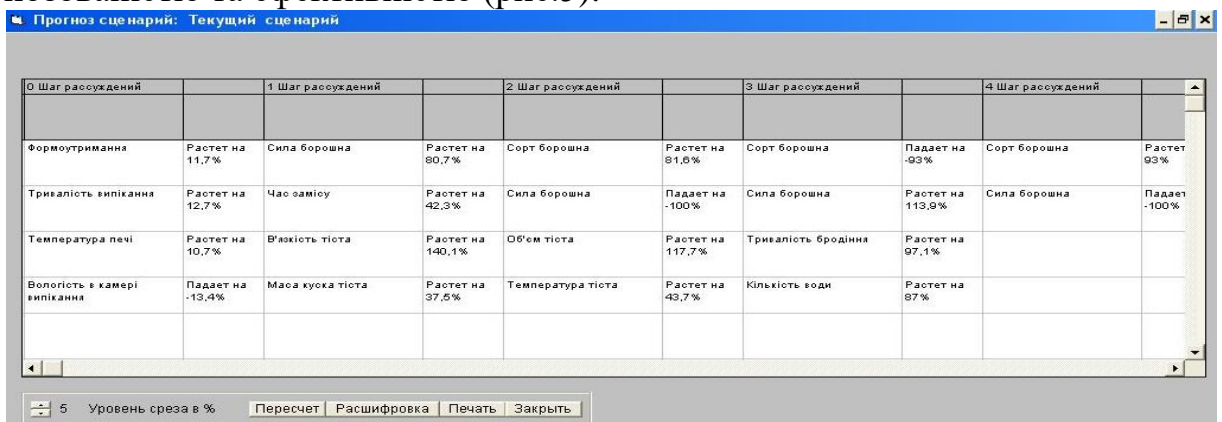 та ефективністю (рис.5).
Прогноз сценарий: Текущий сценарий
0 Шаг рассуждений 1 Шаг рассуждений 2 Шаг рассуждений 3 Шаг рассуждений 4 Шаг рассуждений
Формоутримання Растет на Сила борошна Растет на Сорт борошна Растет на Сорт борошна Падает на Сорт борошна Растет
11,7% 80,7% 81,6% -93% 93%
Тривалість випікання Растет на Час замісу Растет на Сила борошна Падает на Сила борошна Растет на Сила борошна Падает
12,7% 42,3% -100% 113,9% -100%
Температура печі Растет на В'язкість тіста Растет на Об'єм тіста Растет на Тривалість бродіння Растет на
10,7% 140,1% 117,7% 97,1%
Вологість в камері Падает на Маса куска тіста Растет на Температура тіста Растет на Кількість води Растет на
випікання -13,4% 37,5% 43,7% 87%
5 Уровень среза в % Пересчет Расшифровка Печать Закрыть